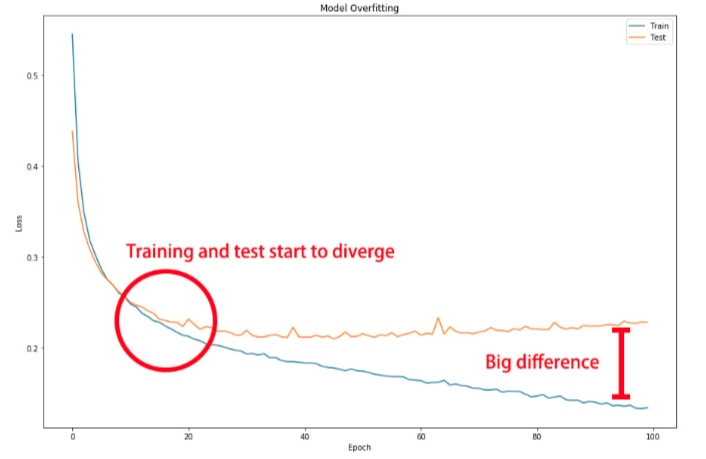 Model Overfitting
Train
Test
0.5
0.4
0.3
0.2
Loss
Training and test start to diverge
Big difference
0
20
40
60
80
100
Epoch